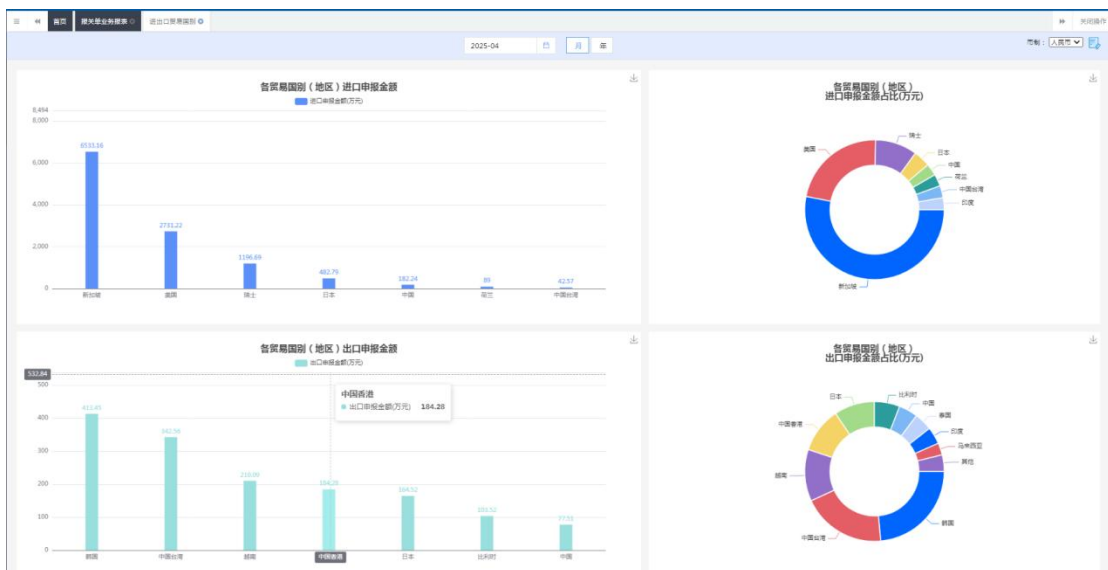 首页
报关单业务报表
进出口贸易国别
关闭操作
2025-04
月
年
币制：
人民币
各贸易国别（地区）进口申报金额
进口申报金额(万元)
8,494
8,000
6,000
4,000
2,000
0
6533.16
2731.22
1196.69
482.79
182.24
89
42.57
新加坡
美国
瑞士
日本
中国
荷兰
中国台湾
各贸易国别（地区）
进口申报金额占比(万元)
美国
瑞士
日本
中国
荷兰
中国台湾
印度
新加坡
各贸易国别（地区）出口申报金额
出口申报金额(万元)
532.84
500
400
300
200
100
0
342.58
184.28
164.52
103.52
中国香港
出口申报金额(万元) 184.28
韩国
中国台湾
越南
中国香港
日本
比利时
中国
各贸易国别（地区）
出口申报金额占比(万元)
日本
比利时
中国
泰国
印度
马来西亚
其他
中国香港
越南
中国台湾
韩国